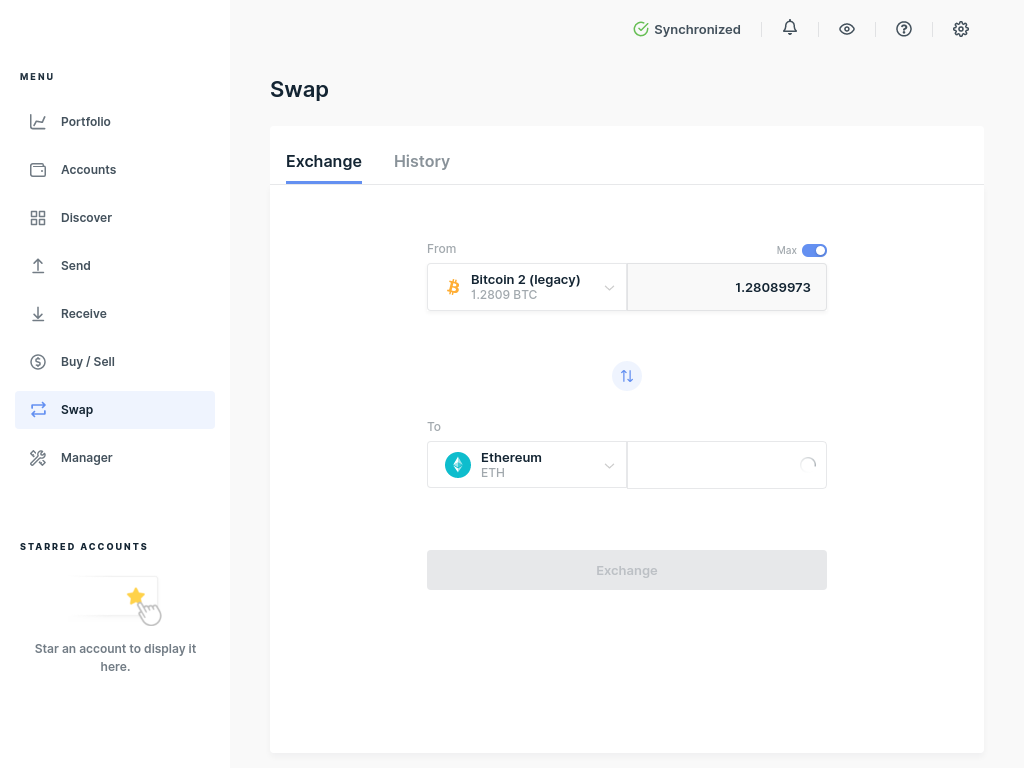 Synchronized
MENU
Portfolio
Accounts
Discover
Send
Receive
Buy / Sell
Swap
Manager
STARRED ACCOUNTS
Star an account to display it
here.
Swap
Exchange
History
From
Max
Bitcoin 2 (legacy)
1.2809 BTC
1.28089973
To
Ethereum
ETH
Exchange